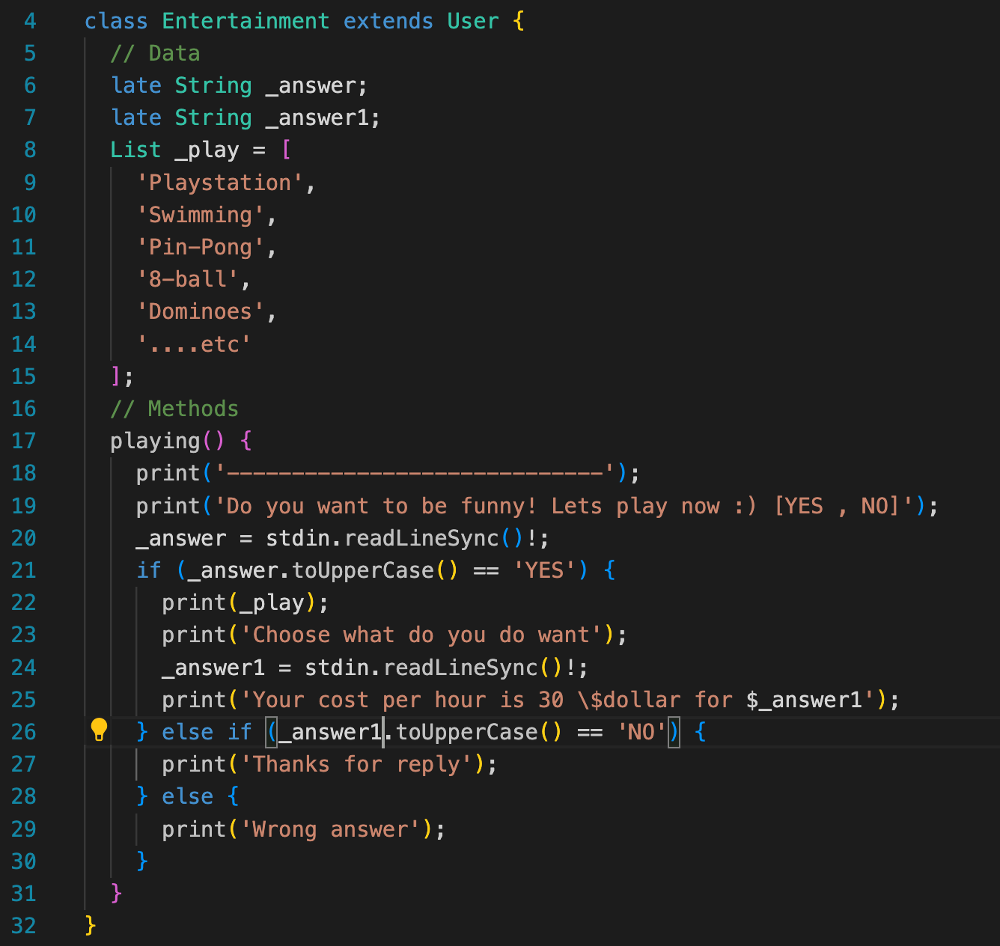 4 class Entertainment extends User {
5 // Data
6 late String _answer;
7 late String _answer1;
8 List _play = [
9 'Playstation',
10 'Swimming',
11 'Pin-Pong',
12 '8-ball',
13 'Dominoes',
14 '....etc'
15 ];
16 // Methods
17 playing() {
18 print('-----------------------------');
19 print('Do you want to be funny! Lets play now :) [YES , NO]');
20 _answer = stdin.readLineSync()!;
21 if (_answer.toUpperCase() == 'YES') {
22 print(_play);
23 print('Choose what do you do want');
24 _answer1 = stdin.readLineSync()!;
25 print('Your cost per hour is 30 \$dollar for $_answer1');
26 } else if (_answer1.toUpperCase() == 'NO') {
27 print('Thanks for reply');
28 } else {
29 print('Wrong answer');
30 }
31 }
32 }